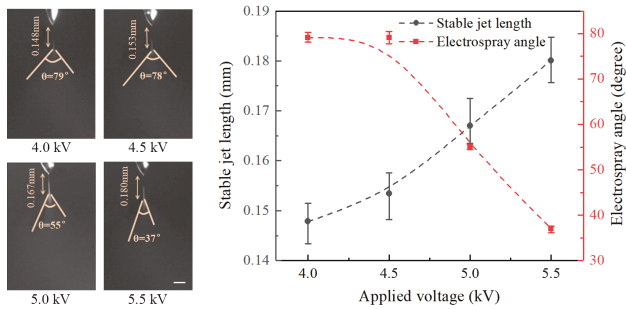 0.148mm
θ=79°
4.0 kV
0.153mm
θ=78°
4.5 kV
0.167mm
θ=55°
5.0 kV
0.180mm
θ=37°
5.5 kV
Stable jet length (mm)
0.19
0.18
0.17
0.16
0.15
0.14
Stable jet length
Electrospray angle
4.0 4.5 5.0 5.5
Applied voltage (kV)
80
70
60
50
40
30
Electrospray angle (degree)